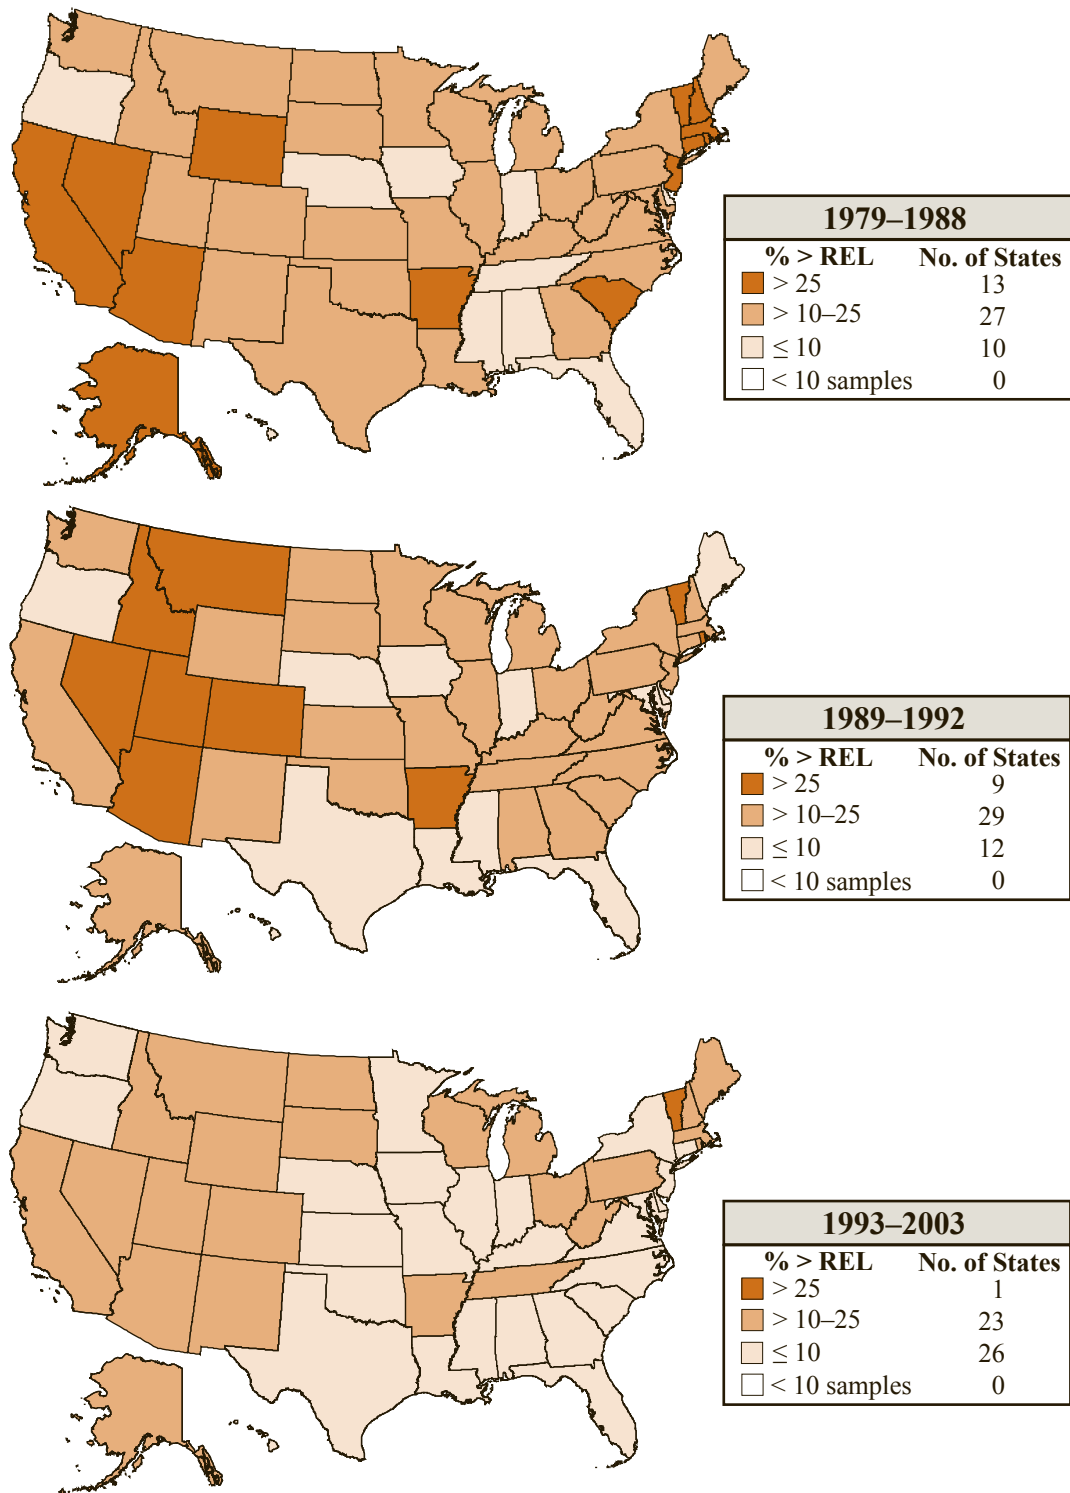 1979–1988
% > REL No. of States
> 25 13
> 10–25 27
≤ 10 10
< 10 samples 0
1989–1992
% > REL No. of States
> 25 9
> 10–25 29
≤ 10 12
< 10 samples 0
1993–2003
% > REL No. of States
> 25 1
> 10–25 23
≤ 10 26
< 10 samples 0